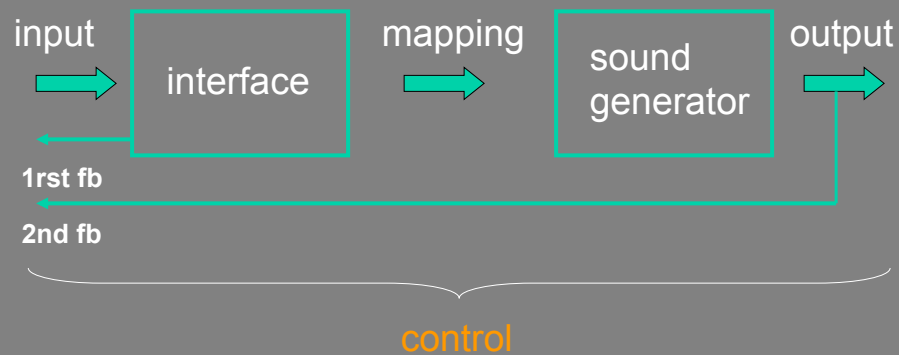 input
interface
mapping
sound
generator
output
1rst fb
2nd fb
control